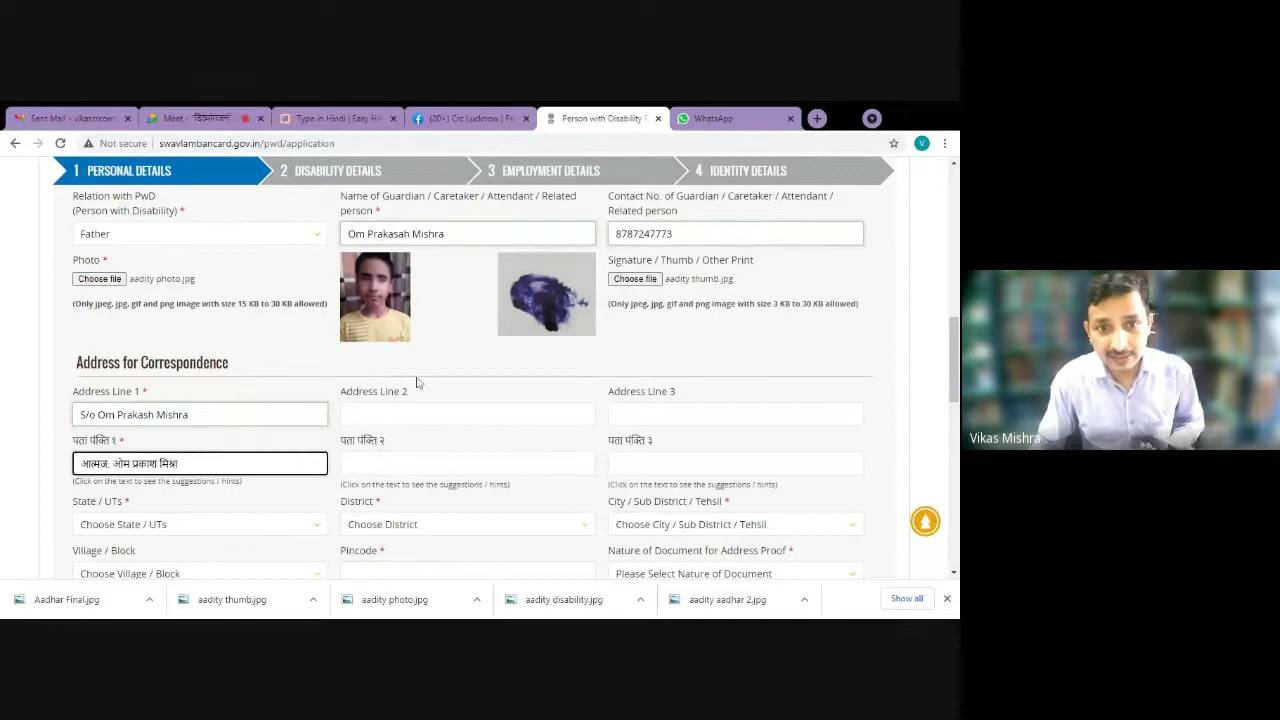 Sent Mail - vikascrcom
Meet - "दिव्यांगजनों
Type in Hindi | Easy Hi
(20+) Crc Lucknow | Fa
Person with Disability R
WhatsApp
Not secure | swavlambancard.gov.in/pwd/application
V
1 PERSONAL DETAILS
2 DISABILITY DETAILS
3 EMPLOYMENT DETAILS
4 IDENTITY DETAILS
Relation with PwD
(Person with Disability) *
Name of Guardian / Caretaker / Attendant / Related
person *
Contact No. of Guardian / Caretaker / Attendant /
Related person
Father
Om Prakasah Mishra
8787247773
Photo *
Signature / Thumb / Other Print
Choose file aadity photo.jpg
Choose file aadity thumb.jpg
(Only jpeg, jpg, gif and png image with size 15 KB to 30 KB allowed)
(Only jpeg, jpg, gif and png image with size 3 KB to 30 KB allowed)
Address for Correspondence
Address Line 1 *
Address Line 2
Address Line 3
S/o Om Prakash Mishra
पता पंक्ति १ *
पता पंक्ति २
पता पंक्ति ३
आत्मज: ओम प्रकाश मिश्रा
(Click on the text to see the suggestions / hints)
(Click on the text to see the suggestions / hints)
(Click on the text to see the suggestions / hints)
State / UTs *
District *
City / Sub District / Tehsil *
Choose State / UTs
Choose District
Choose City / Sub District / Tehsil
Village / Block
Pincode *
Nature of Document for Address Proof *
Choose Village / Block
Please Select Nature of Document
Aadhar Final.jpg
aadity thumb.jpg
aadity photo.jpg
aadity disability.jpg
aadity aadhar 2.jpg
Show all
Vikas Mishra